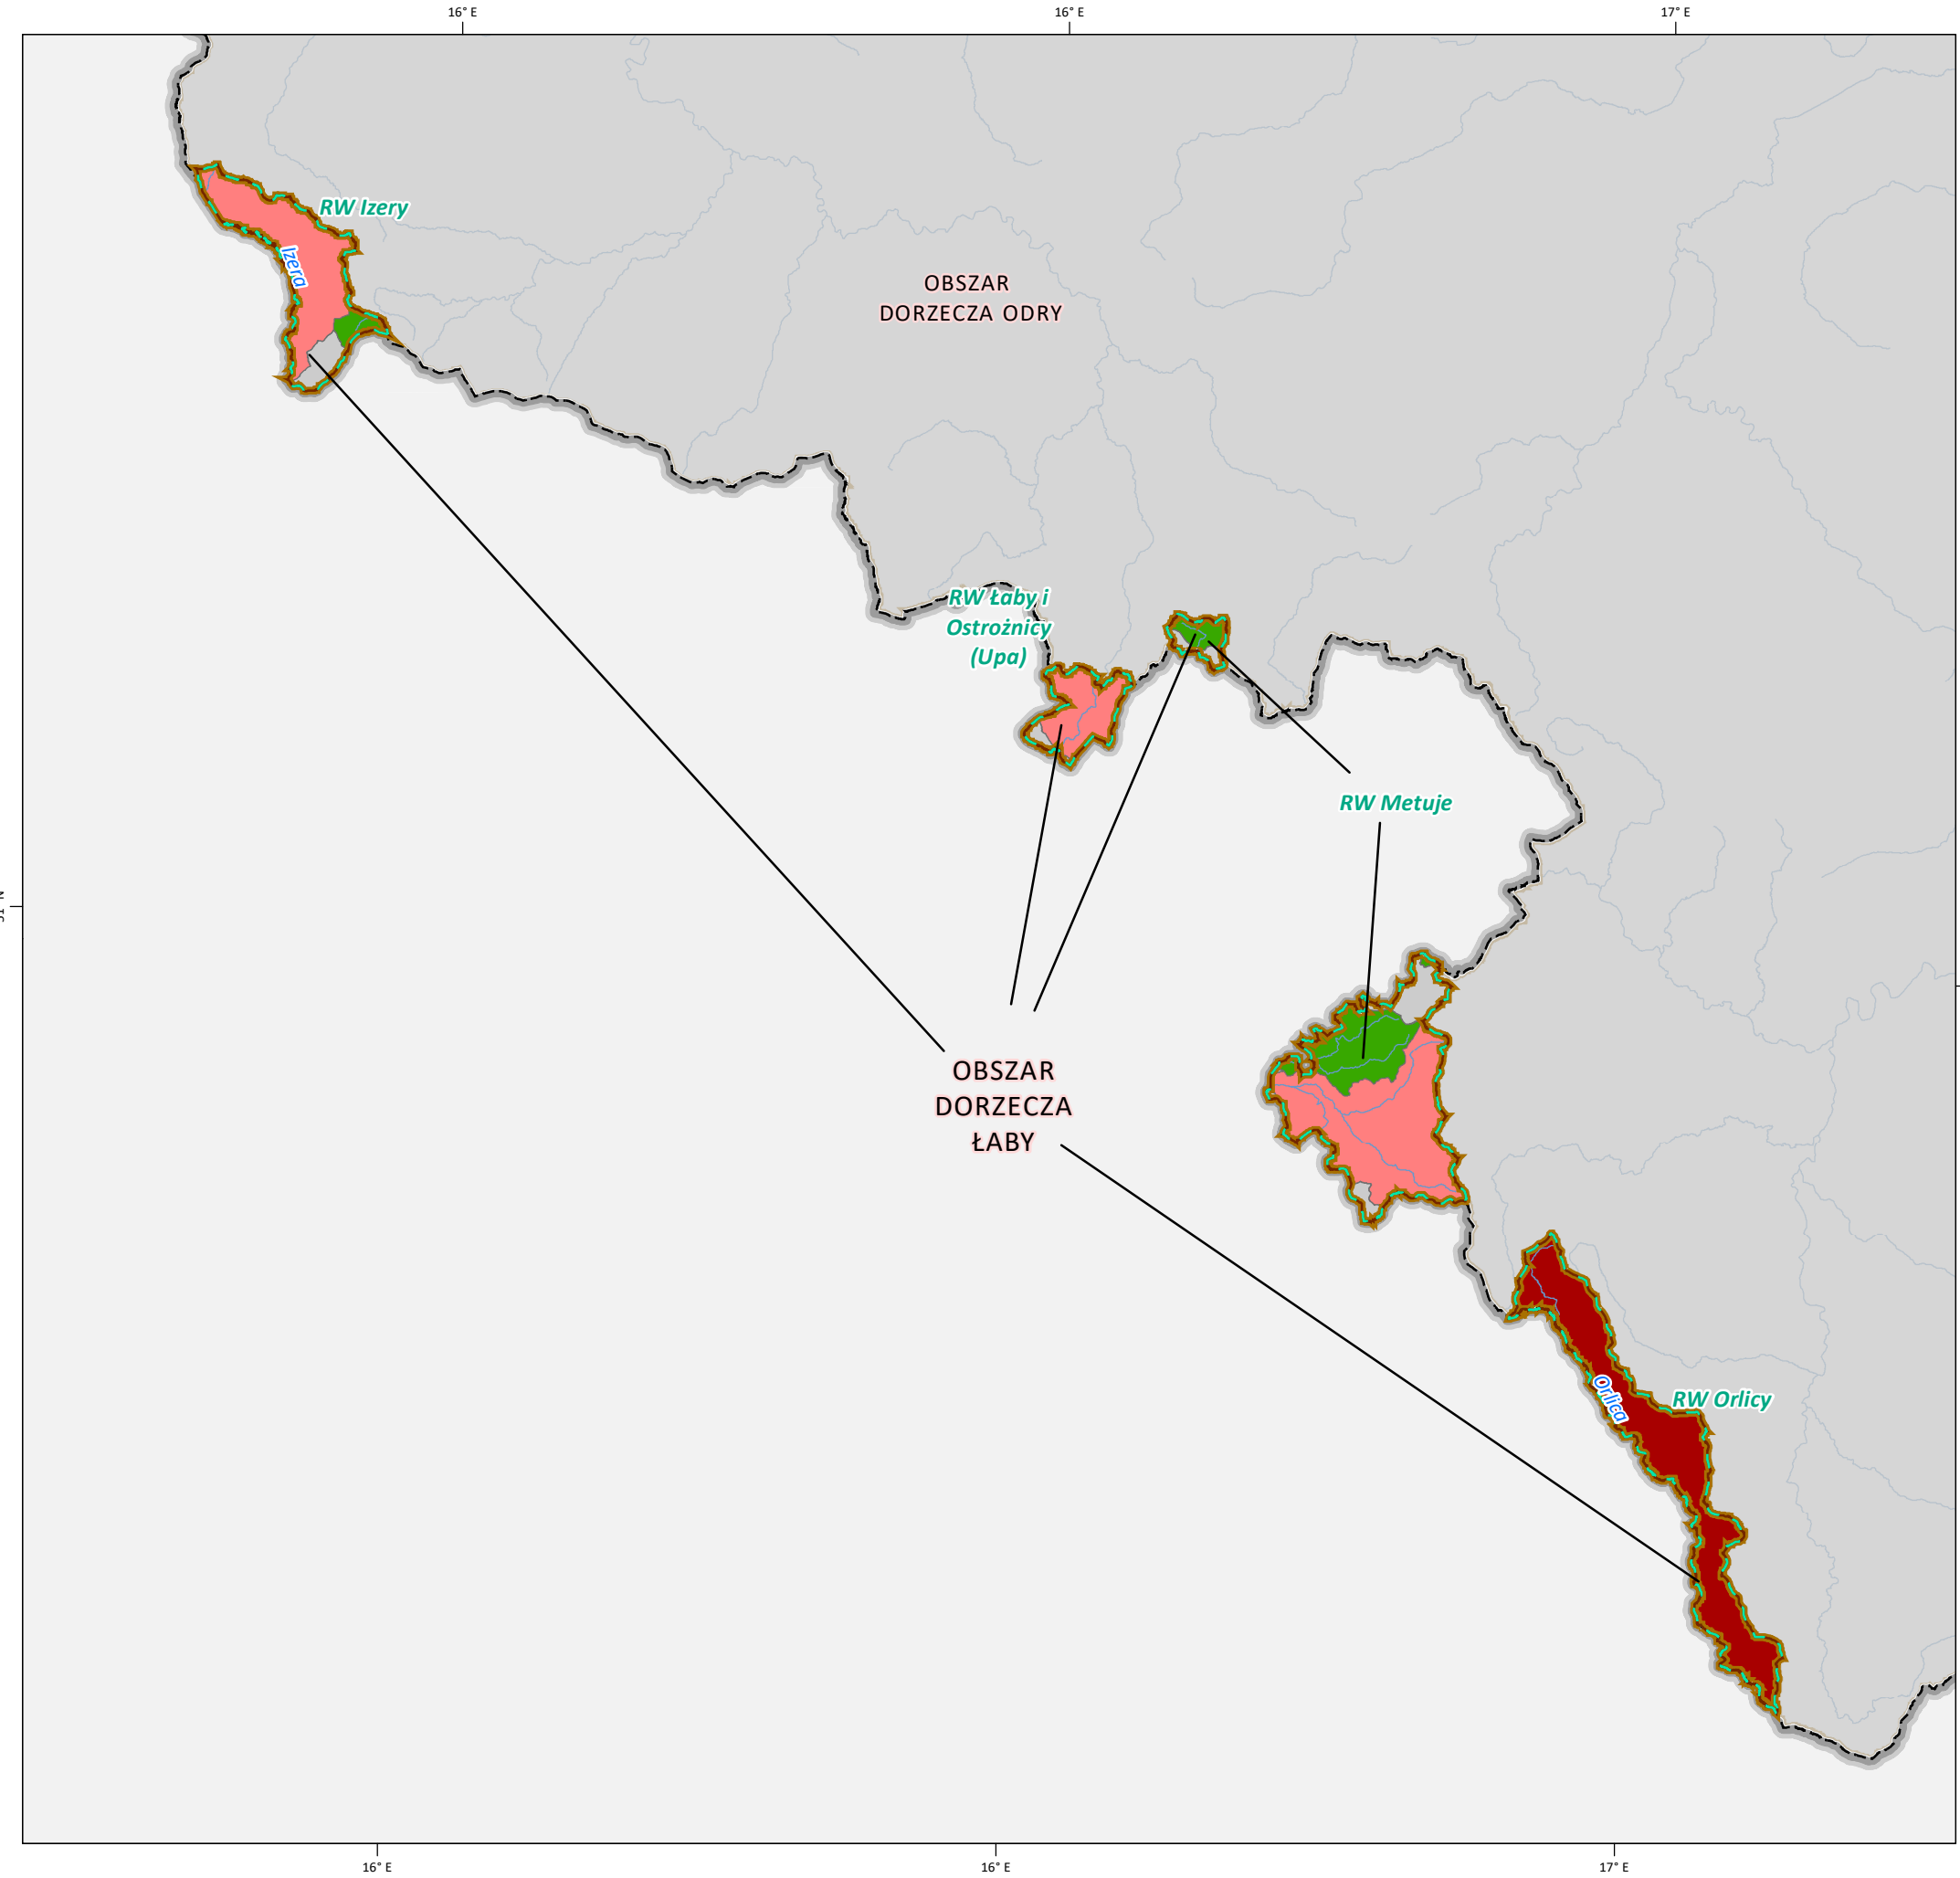 16° E
16° E
17° E
RW Izery
Izera
OBSZAR
DORZECZA ODRY
RW Łaby i
Ostrożnicy
(Upa)
RW Metuje
OBSZAR
DORZECZA
ŁABY
RW Orlicy
Orlica
16° E
16° E
17° E